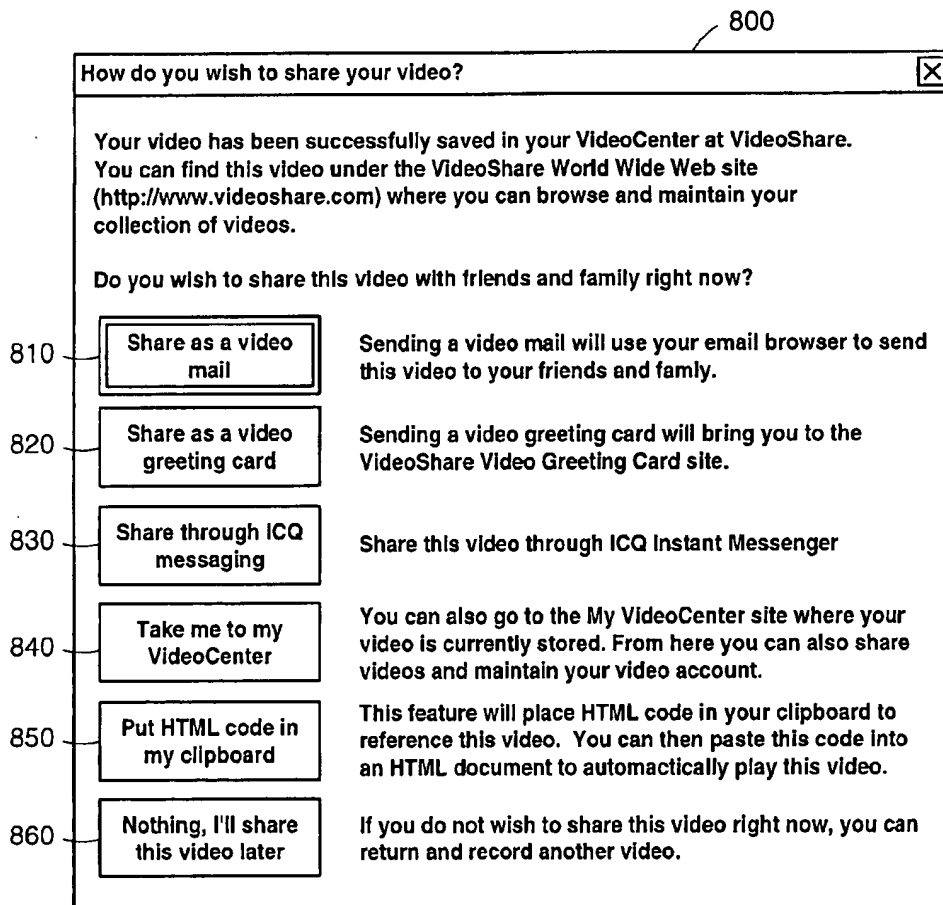 800
How do you wish to share your video?
Your video has been successfully saved in your VideoCenter at VideoShare.
You can find this video under the VideoShare World Wide Web site
(http://www.videoshare.com) where you can browse and maintain your
collection of videos.
Do you wish to share this video with friends and family right now?
810
Share as a video
mail
Sending a video mail will use your email browser to send
this video to your friends and famly.
820
Share as a video
greeting card
Sending a video greeting card will bring you to the
VideoShare Video Greeting Card site.
830
Share through ICQ
messaging
Share this video through ICQ Instant Messenger
840
Take me to my
VideoCenter
You can also go to the My VideoCenter site where your
video is currently stored. From here you can also share
videos and maintain your video account.
850
Put HTML code in
my clipboard
This feature will place HTML code in your clipboard to
reference this video. You can then paste this code into
an HTML document to automactically play this video.
860
Nothing, I'll share
this video later
If you do not wish to share this video right now, you can
return and record another video.